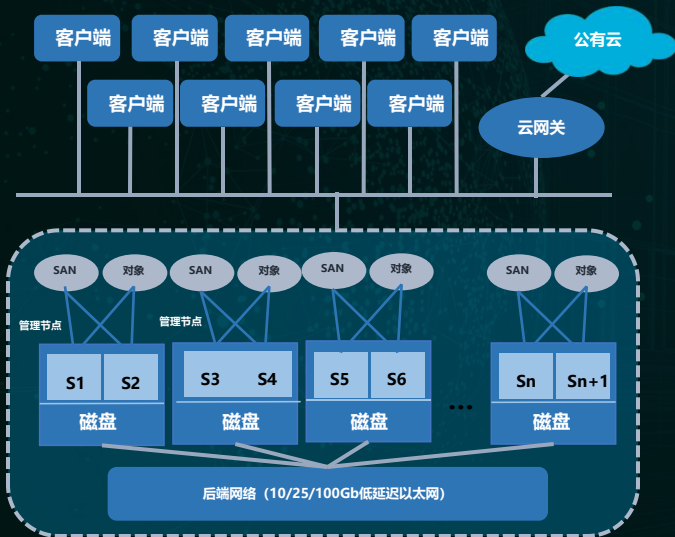 客户端
客户端
客户端
客户端
客户端
公有云
客户端
客户端
客户端
客户端
云网关
SAN
对象
SAN
对象
SAN
对象
SAN
对象
管理节点
管理节点
S1
S2
S3
S4
S5
S6
...
Sn
Sn+1
磁盘
磁盘
磁盘
磁盘
后端网络（10/25/100Gb低延迟以太网）